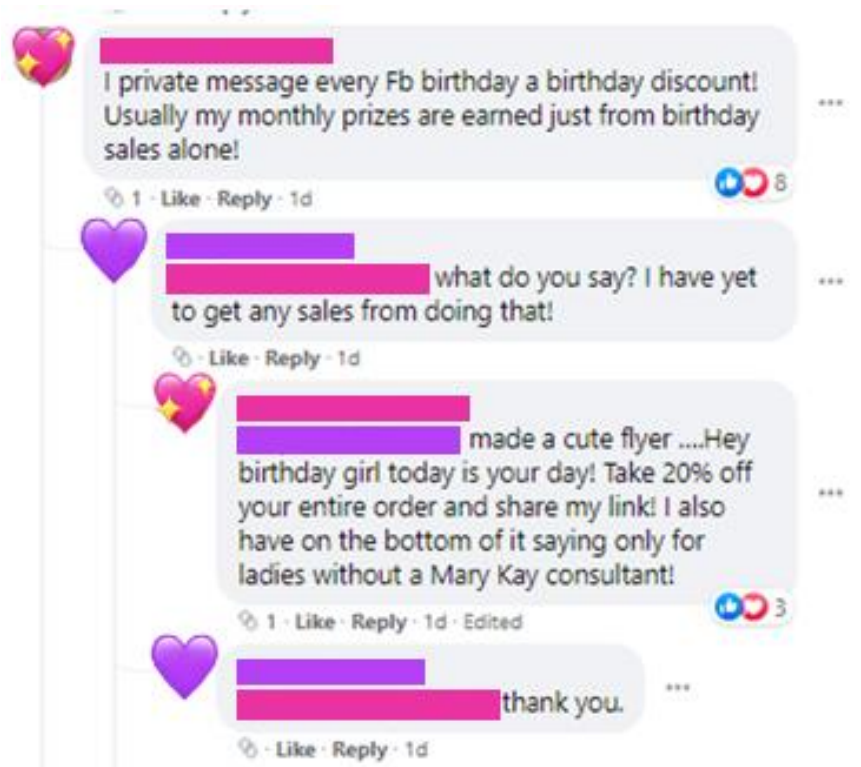 I private message every Fb birthday a birthday discount!
Usually my monthly prizes are earned just from birthday
sales alone!
8
1 · Like · Reply · 1d
what do you say? I have yet
to get any sales from doing that!
· Like · Reply · 1d
made a cute flyer ....Hey
birthday girl today is your day! Take 20% off
your entire order and share my link! I also
have on the bottom of it saying only for
ladies without a Mary Kay consultant!
3
1 · Like · Reply · 1d · Edited
thank you.
· Like · Reply · 1d